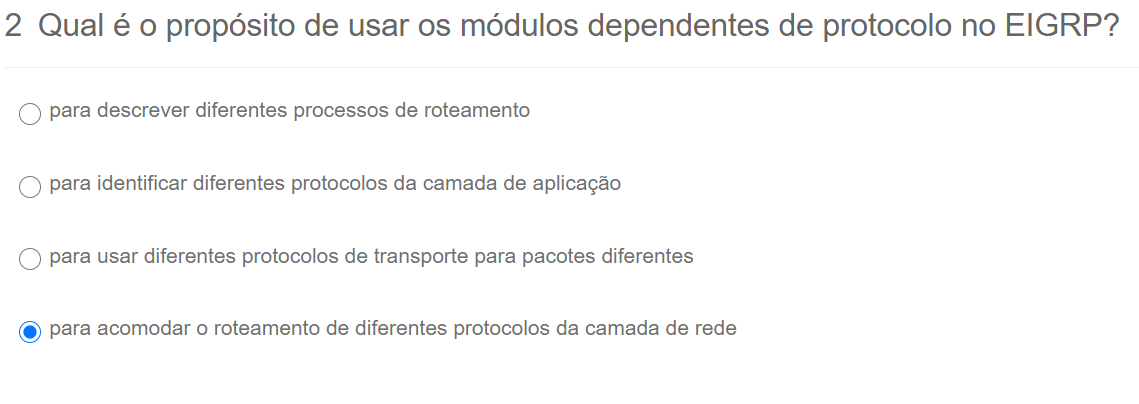 2 Qual é o propósito de usar os módulos dependentes de protocolo no EIGRP?
para descrever diferentes processos de roteamento
para identificar diferentes protocolos da camada de aplicação
para usar diferentes protocolos de transporte para pacotes diferentes
para acomodar o roteamento de diferentes protocolos da camada de rede